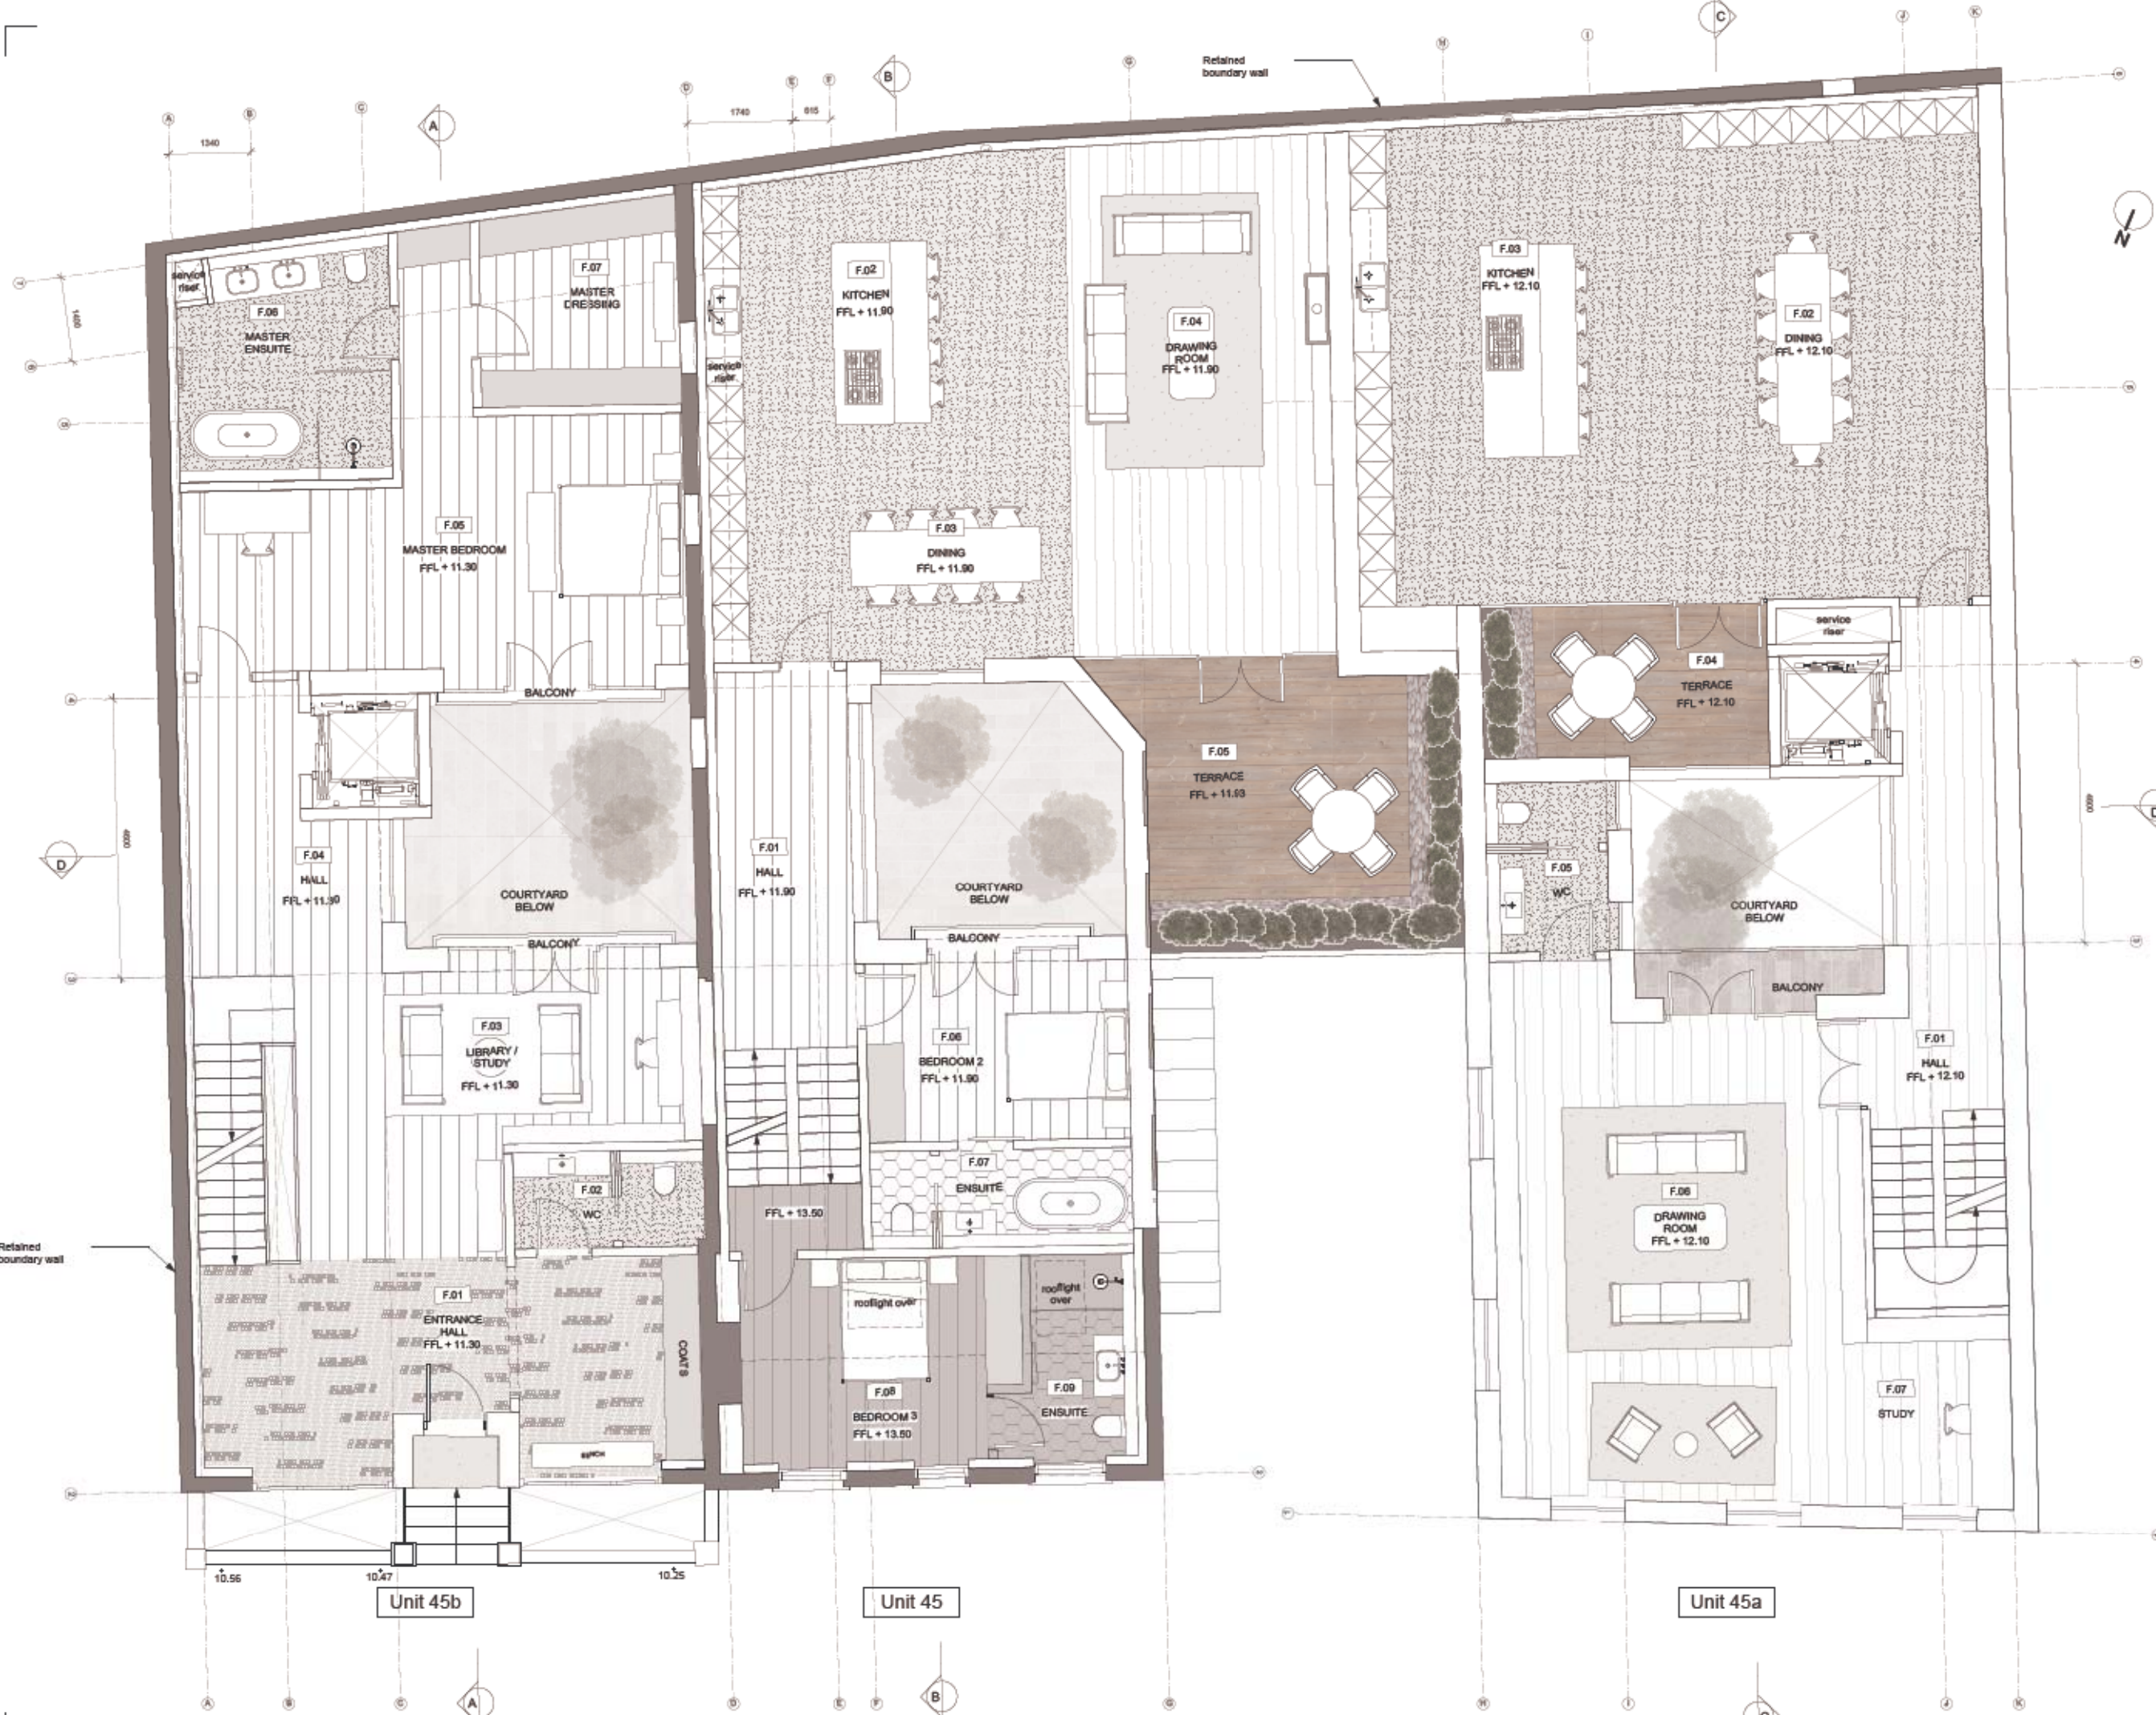 Retained
boundary wall
C
H
I
J
K
A
B
C
A
D
E
F
B
G
1340
1740
615
N
1400
service
riser
F.06
MASTER
ENSUITE
F.07
MASTER
DRESSING
F.02
KITCHEN
FFL + 11.90
service
riser
F.04
DRAWING
ROOM
FFL + 11.90
F.03
KITCHEN
FFL + 12.10
F.02
DINING
FFL + 12.10
F.05
MASTER BEDROOM
FFL + 11.30
F.03
DINING
FFL + 11.90
BALCONY
service
riser
F.04
TERRACE
FFL + 12.10
F.05
TERRACE
FFL + 11.93
4600
4600
D
D
F.04
HALL
COURTYARD
BELOW
F.01
HALL
FFL + 11.90
COURTYARD
BELOW
F.05
WC
COURTYARD
BELOW
BALCONY
BALCONY
BALCONY
F.03
LIBRARY /
STUDY
FFL + 11.30
F.06
BEDROOM 2
FFL + 11.90
F.01
HALL
FFL + 12.10
F.02
WC
F.07
ENSUITE
FFL + 13.50
F.06
DRAWING
ROOM
FFL + 12.10
Retained
boundary wall
F.01
ENTRANCE
HALL
FFL + 11.30
COATS
BENCH
rooflight over
rooflight
over
F.08
BEDROOM 3
FFL + 13.50
F.09
ENSUITE
F.07
STUDY
10.56
10.47
10.25
Unit 45b
Unit 45
Unit 45a
A
B
C
A
D
E
F
B
G
H
I
J
K